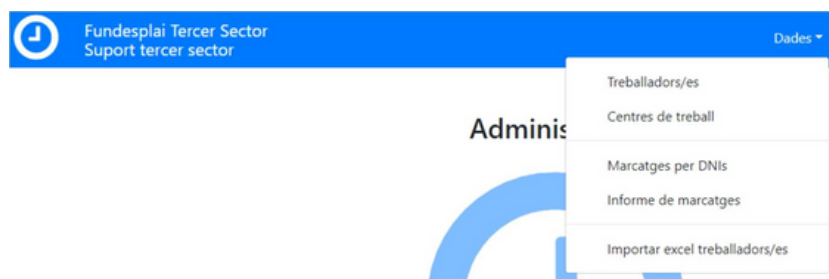 Fundesplai Tercer Sector
Suport tercer sector
Dades
Treballadors/es
Centres de treball
Adminis
Marcatges per DNIs
Informe de marcatges
Importar excel treballadors/es